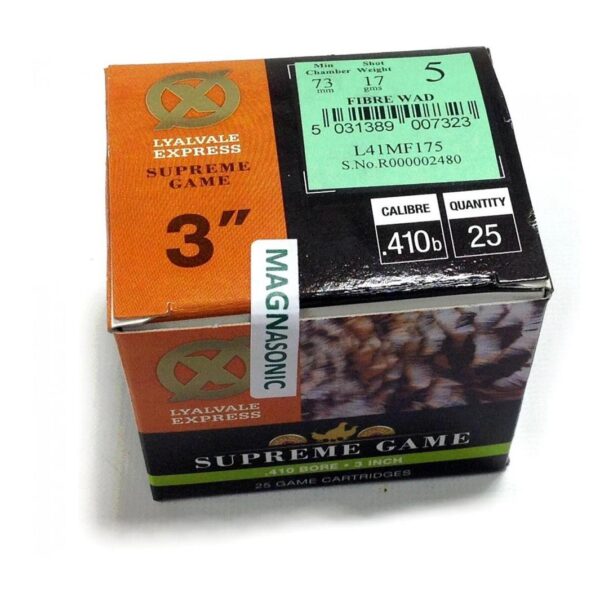 LYALVALE
EXPRESS
SUPREME
GAME
3"
Min
Chamber
73
mm
Shot
Weight
17
gms
5
FIBRE WAD
5 031389 007323
L41MF175
S.No.R000002480
CALIBRE
.410b
QUANTITY
25
MAGNASONIC
LYALVALE
EXPRESS
SUPREME GAME
.410 BORE • 3 INCH
25 GAME CARTRIDGES